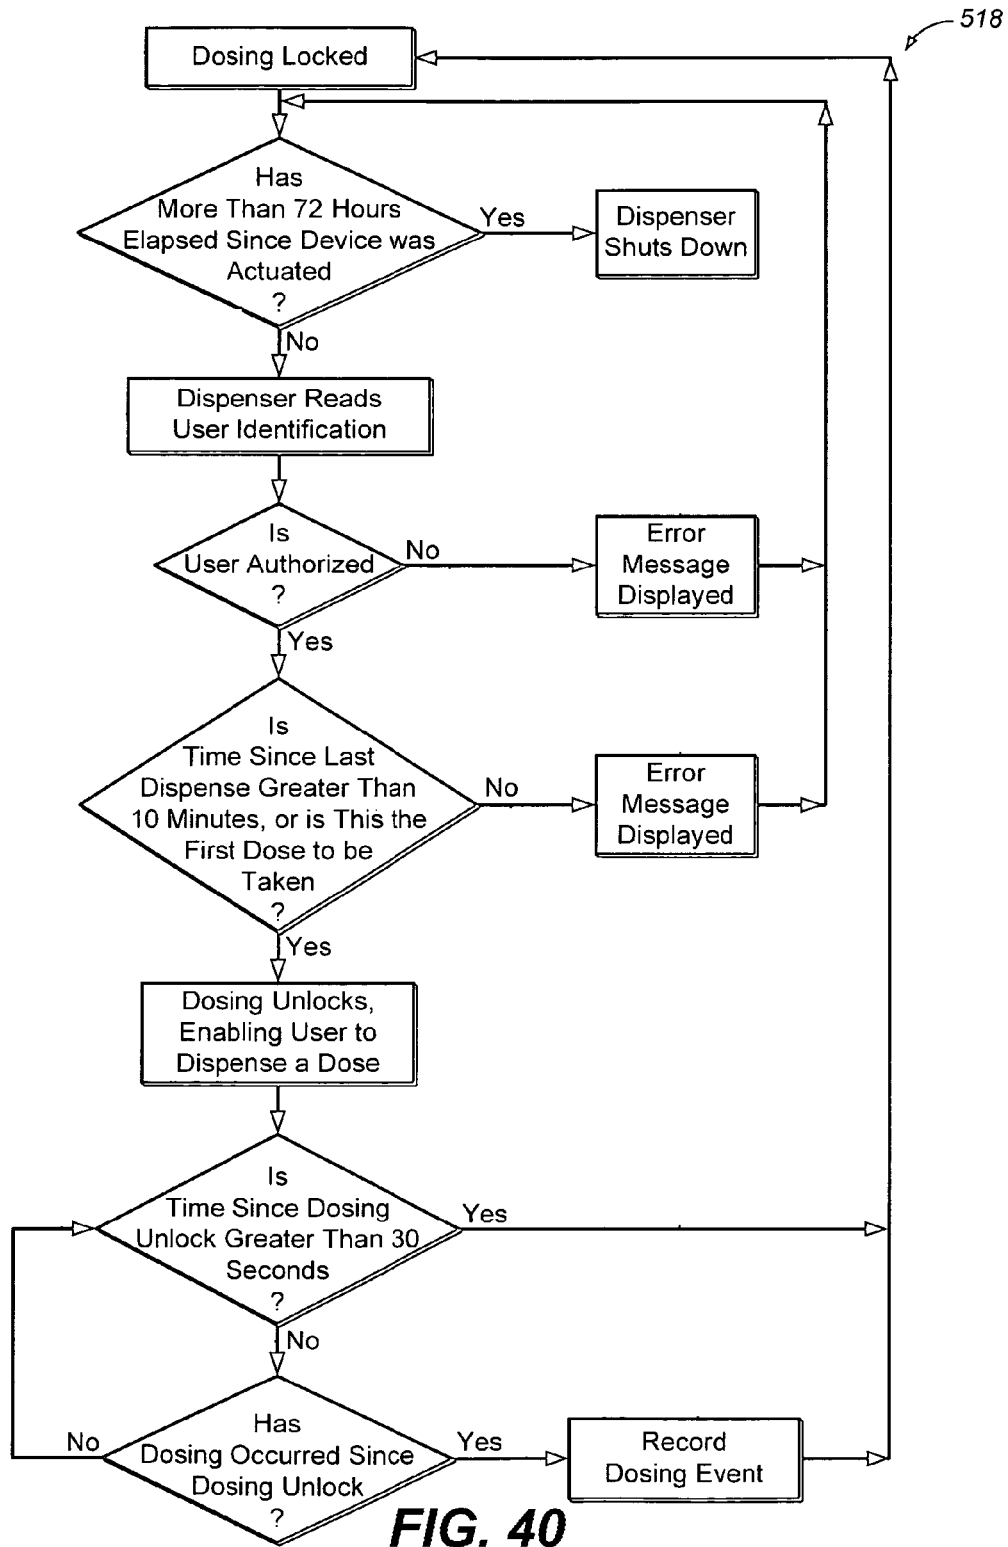 518
Dosing Locked
Has
More Than 72 Hours
Elapsed Since Device was
Actuated
?
Yes
Dispenser
Shuts Down
No
Dispenser Reads
User Identification
Is
User Authorized
?
No
Error
Message
Displayed
Yes
Is
Time Since Last
Dispense Greater Than
10 Minutes, or is This the
First Dose to be
Taken
?
No
Error
Message
Displayed
Yes
Dosing Unlocks,
Enabling User to
Dispense a Dose
Is
Time Since Dosing
Unlock Greater Than 30
Seconds
?
Yes
No
Has
Dosing Occurred Since
Dosing Unlock
?
No
Yes
Record
Dosing Event
FIG. 40